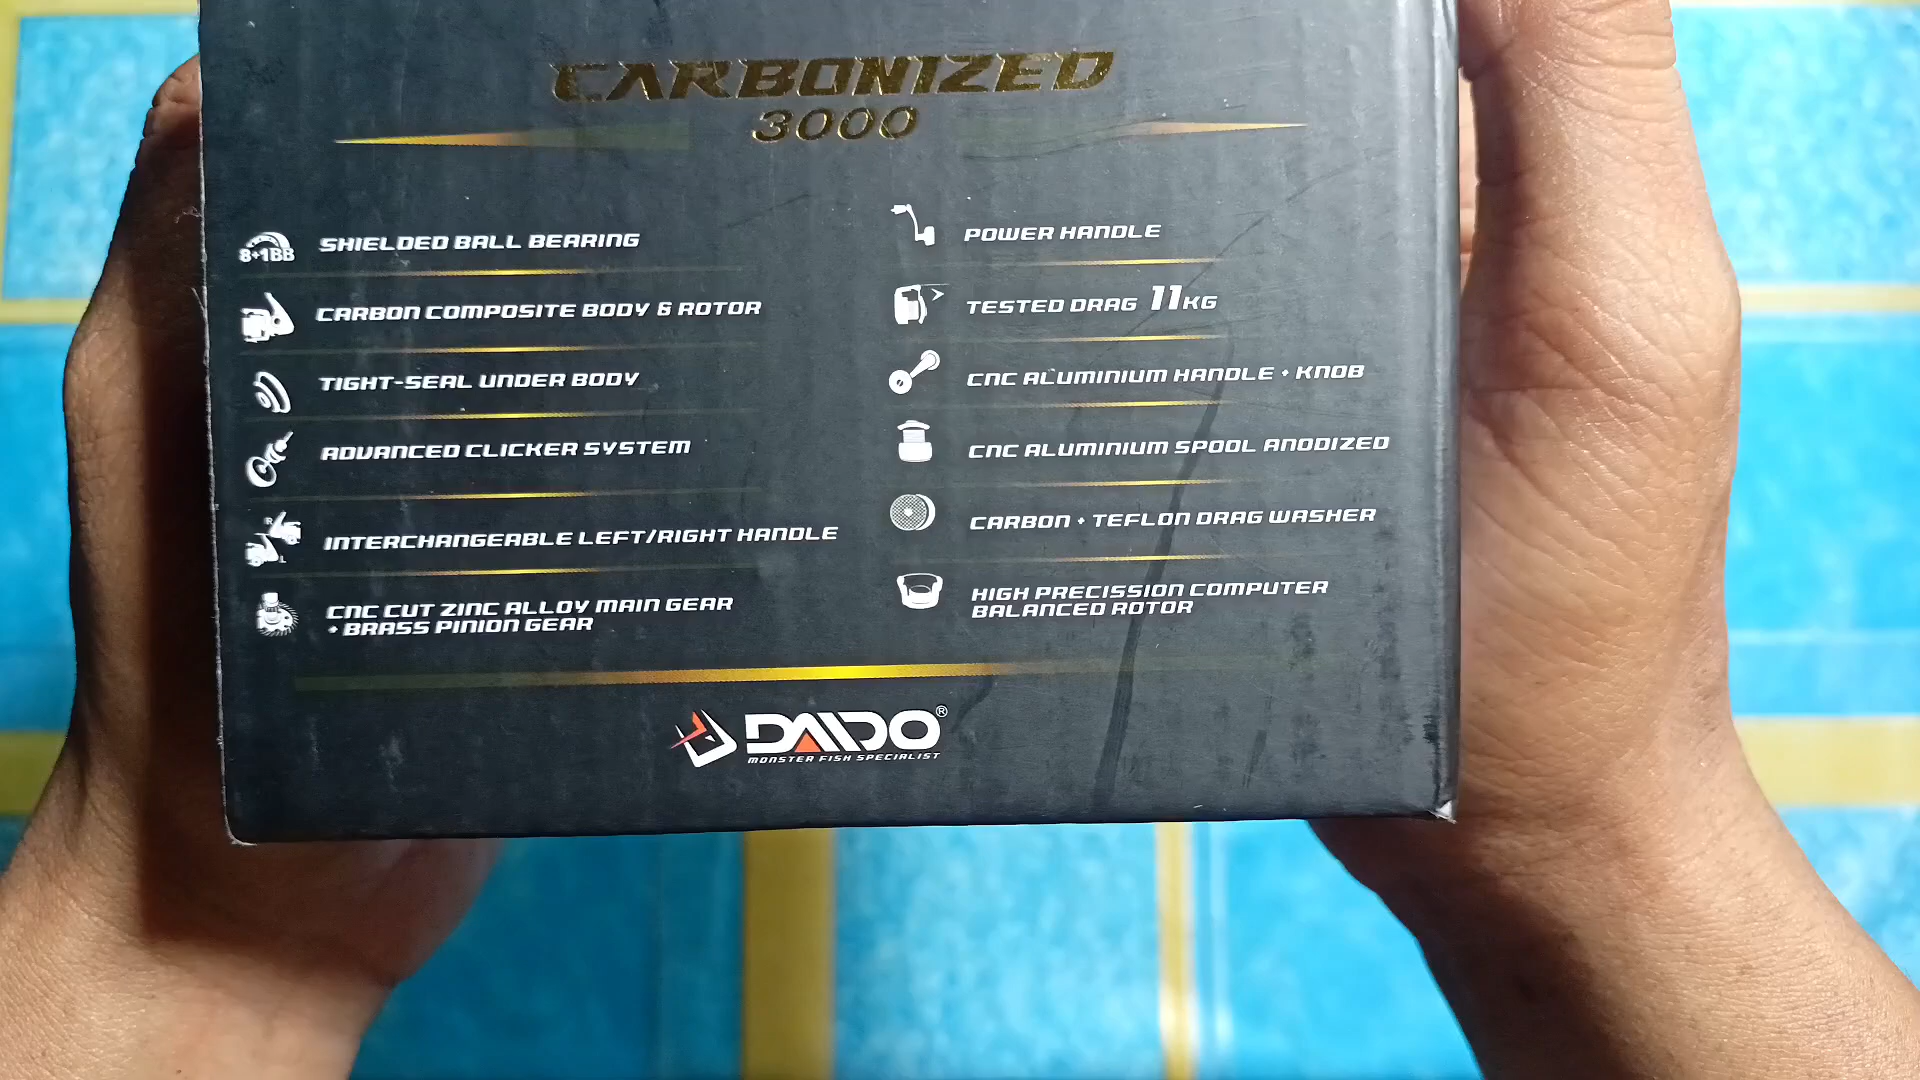 CARBONIZED
3000
8+1BB
SHIELDED BALL BEARING
CARBON COMPOSITE BODY & ROTOR
TIGHT-SEAL UNDER BODY
ADVANCED CLICKER SYSTEM
R
L
INTERCHANGEABLE LEFT/RIGHT HANDLE
CNC CUT ZINC ALLOY MAIN GEAR
+ BRASS PINION GEAR
POWER HANDLE
TESTED DRAG 11KG
CNC ALUMINIUM HANDLE + KNOB
CNC ALUMINIUM SPOOL ANODIZED
CARBON + TEFLON DRAG WASHER
HIGH PRECISSION COMPUTER
BALANCED ROTOR
DAIDO®
MONSTER FISH SPECIALIST